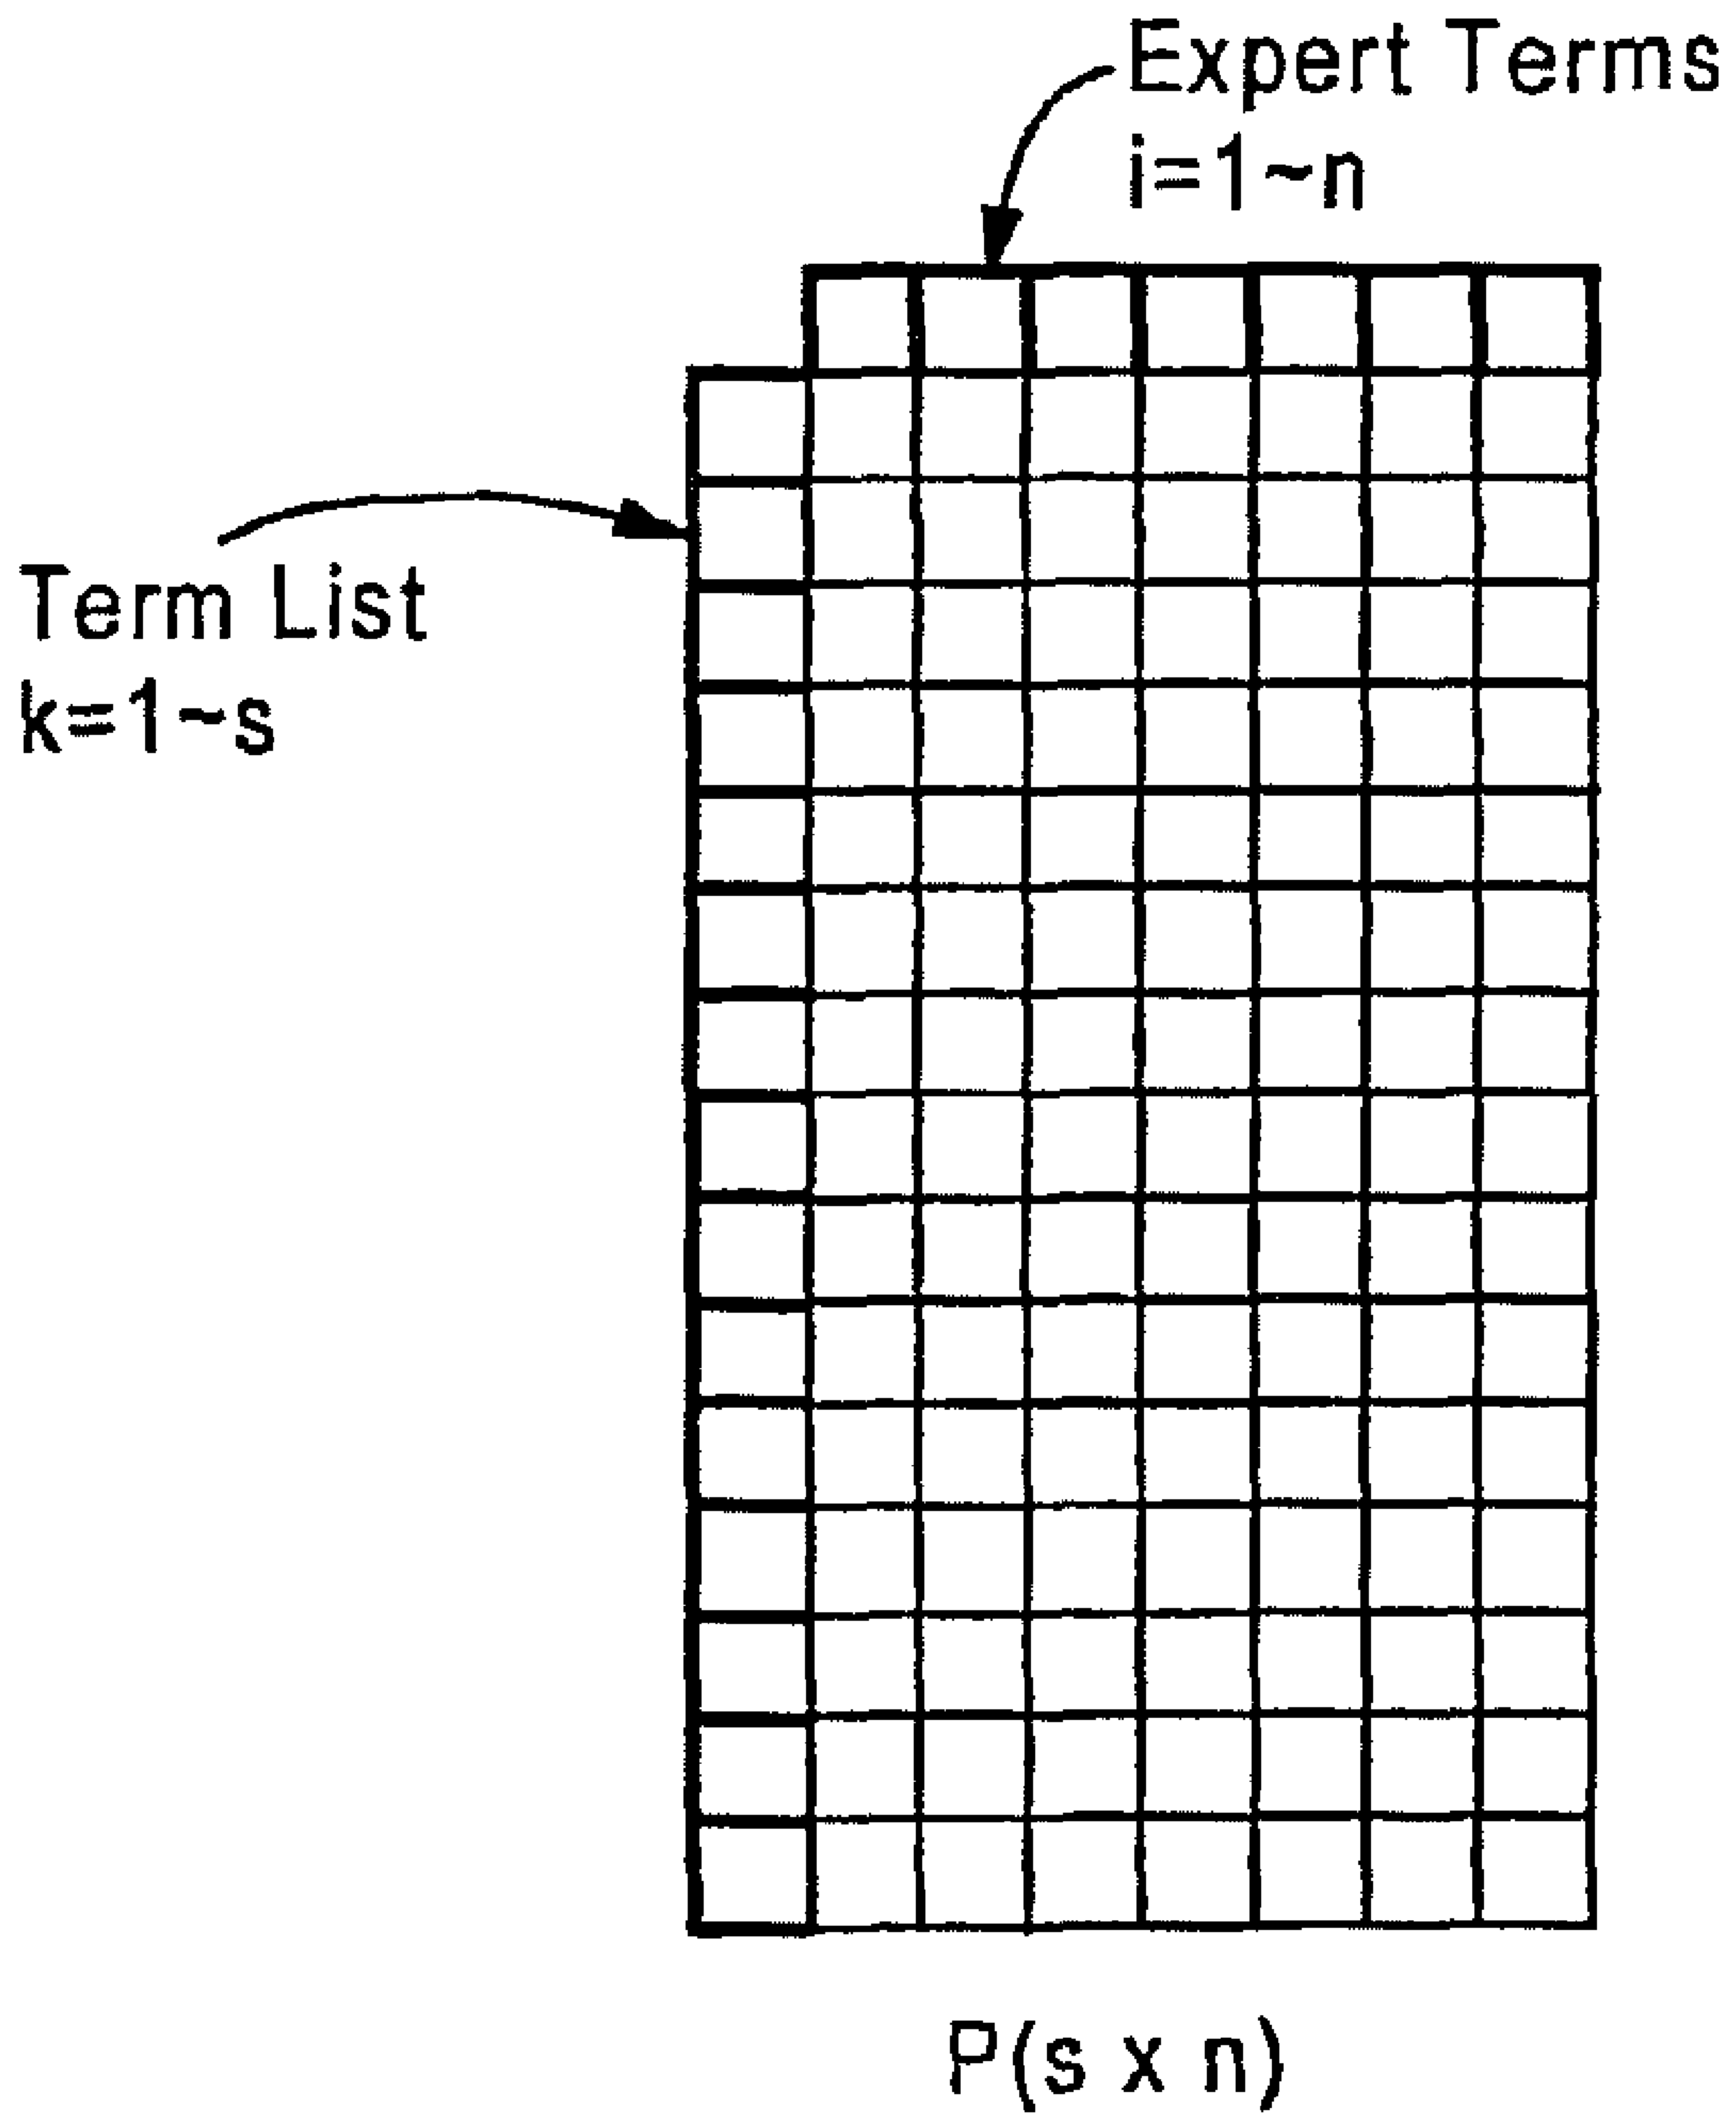 Expert Terms
i=1~n
Term List
k=1~s
P(s x n)